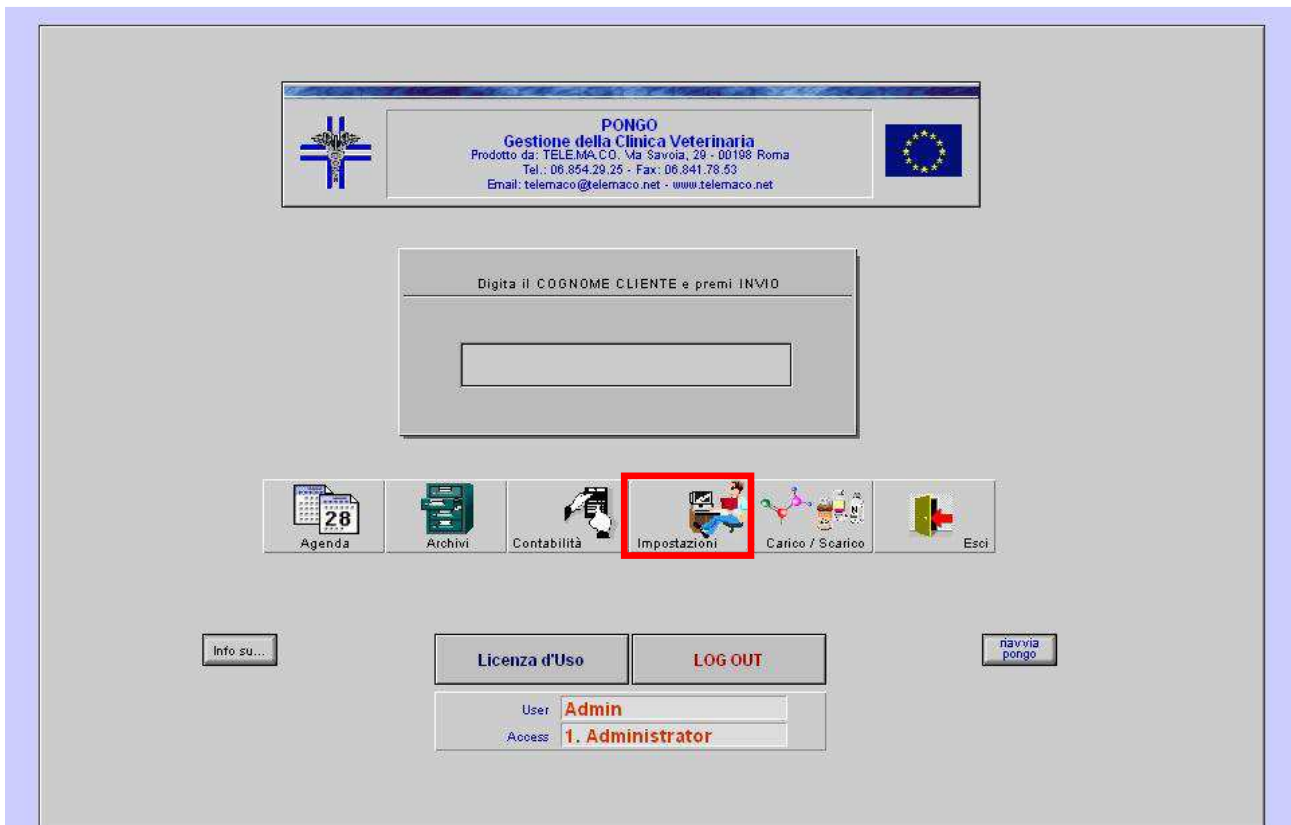 PONGO
Gestione della Clinica Veterinaria
Prodotto da: TELE.MA.CO. Via Savoia, 29 - 00198 Roma
Tel.: 06.854.29.25 - Fax: 06.841.78.53
Email: telemaco@telemaco.net - www.telemaco.net
Digita il COGNOME CLIENTE e premi INVIO
28
Agenda
Archivi
Contabilità
Impostazioni
Carico / Scarico
Esci
Info su...
Licenza d'Uso
LOG OUT
riavvia
pongo
User Admin
Access 1. Administrator